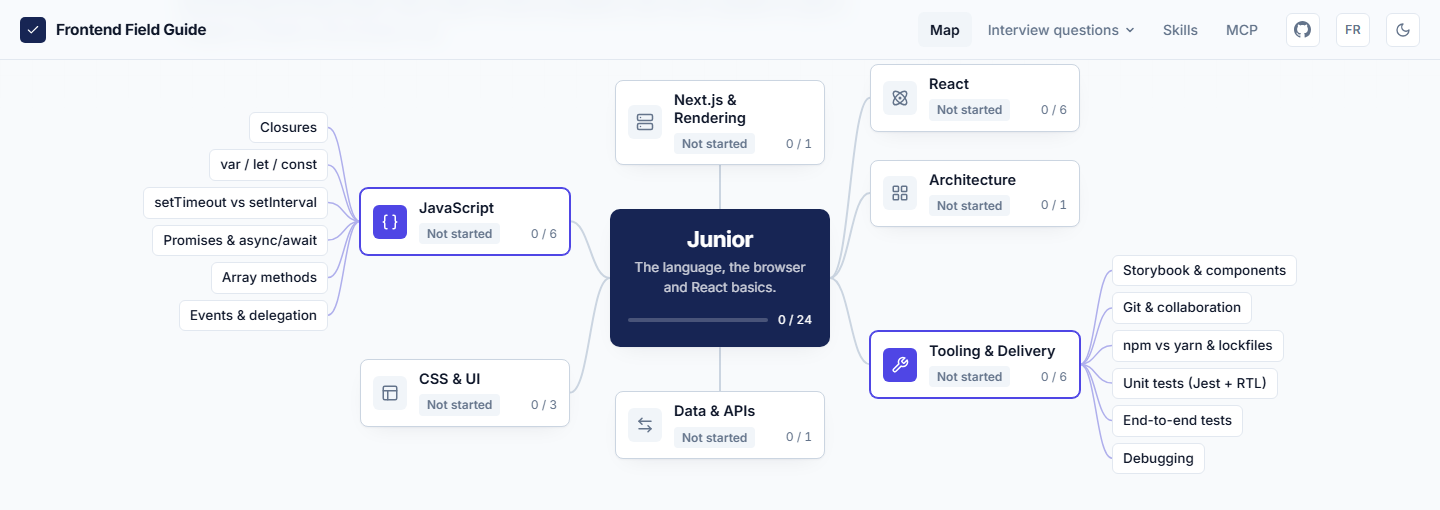 Frontend Field Guide
Map
Interview questions
Skills
MCP
FR
Closures
var / let / const
setTimeout vs setInterval
Promises & async/await
Array methods
Events & delegation
JavaScript
Not started
0 / 6
CSS & UI
Not started
0 / 3
Next.js &
Rendering
Not started
0 / 1
Junior
The language, the browser
and React basics.
0 / 24
Data & APIs
Not started
0 / 1
React
Not started
0 / 6
Architecture
Not started
0 / 1
Tooling & Delivery
Not started
0 / 6
Storybook & components
Git & collaboration
npm vs yarn & lockfiles
Unit tests (Jest + RTL)
End-to-end tests
Debugging